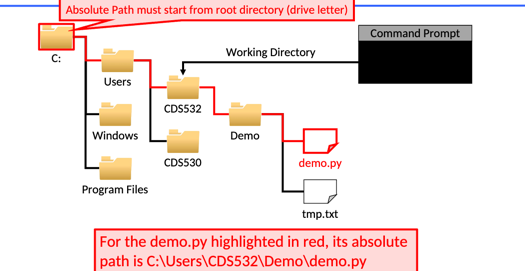 Absolute Path must start from root directory (drive letter)
Command Prompt
Working Directory
C:
Users
CDS532
Windows
Demo
CDS530
demo.py
Program Files
tmp.txt
For the demo.py highlighted in red, its absolute
path is C:\Users\CDS532\Demo\demo.py